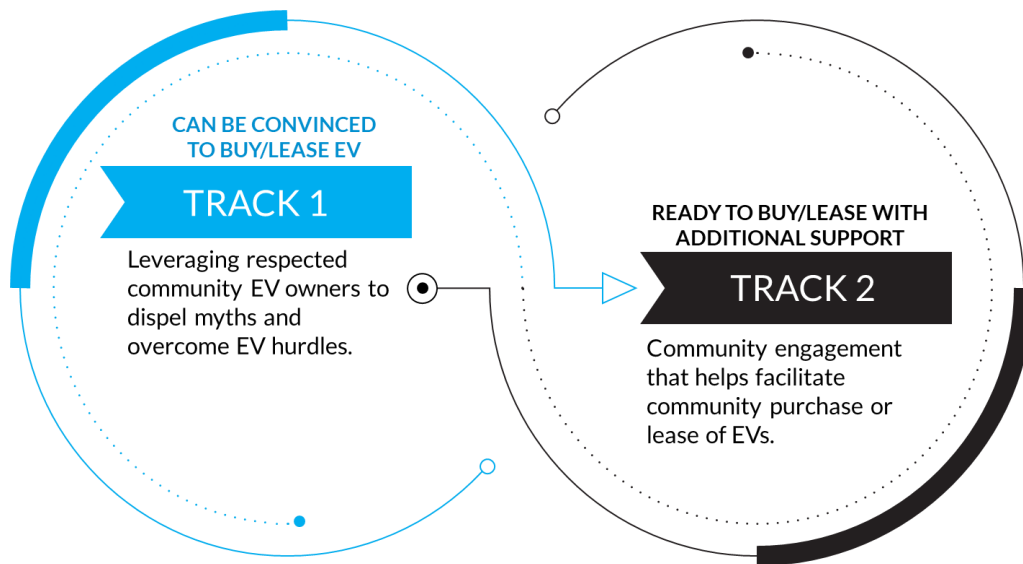 CAN BE CONVINCED
TO BUY/LEASE EV
TRACK 1
Leveraging respected
community EV owners to
dispel myths and
overcome EV hurdles.
READY TO BUY/LEASE WITH
ADDITIONAL SUPPORT
TRACK 2
Community engagement
that helps facilitate
community purchase or
lease of EVs.